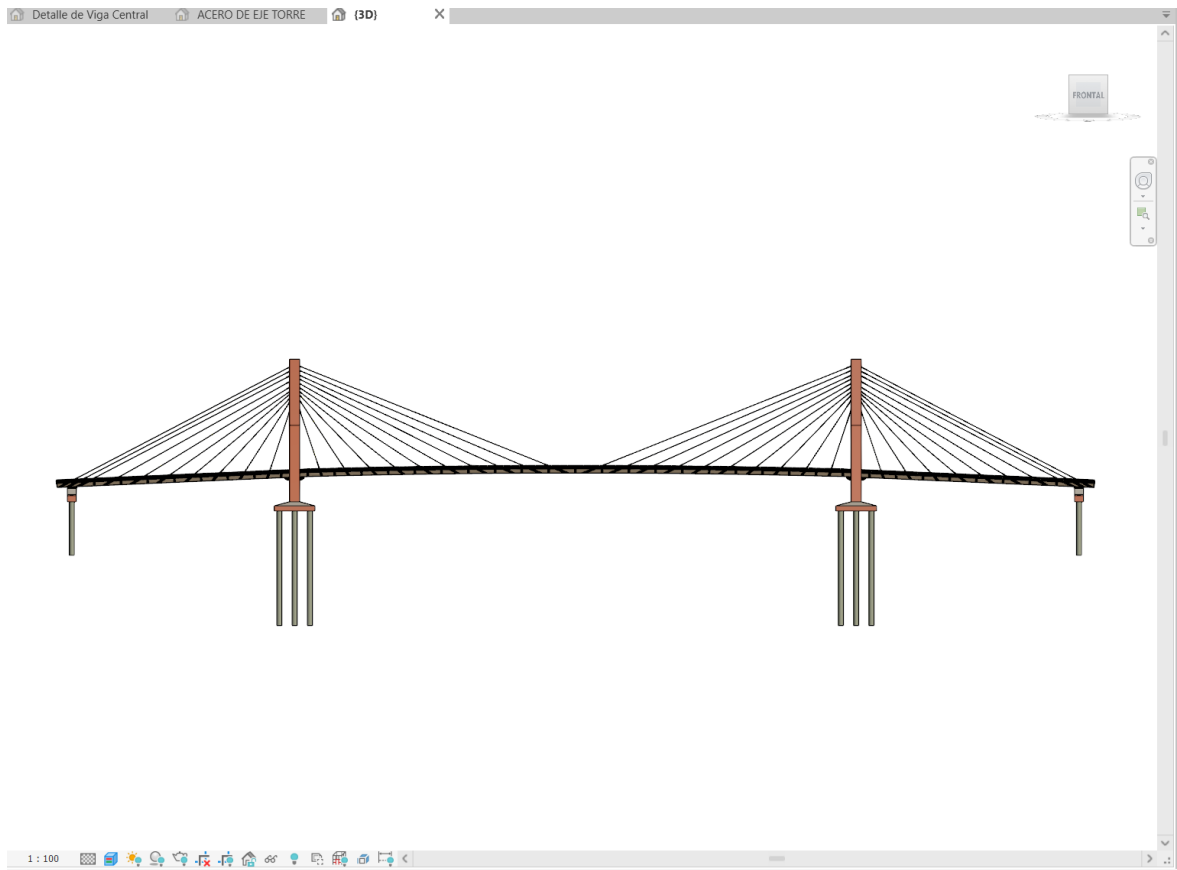 Detalle de Viga Central
ACERO DE EJE TORRE
{3D}
FRONTAL
1 : 100